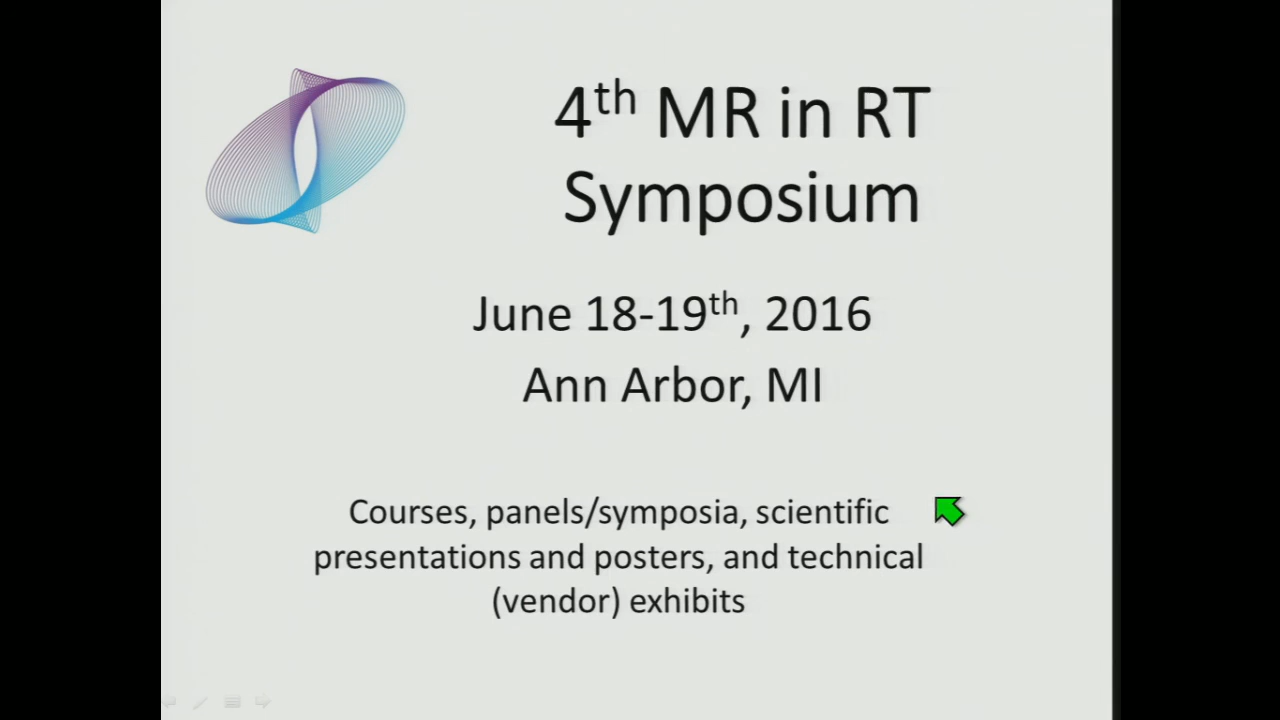 4th MR in RT
Symposium
June 18-19th, 2016
Ann Arbor, MI
Courses, panels/symposia, scientific
presentations and posters, and technical
(vendor) exhibits